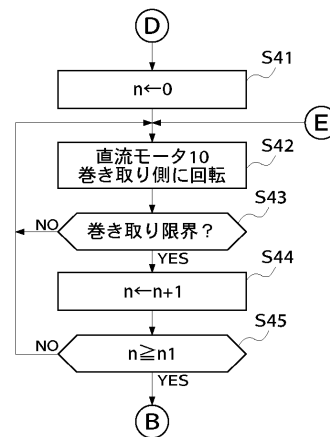 D
S41
n←0
E
S42
直流モータ10
巻き取り側に回転
S43
NO
巻き取り限界？
YES
S44
n←n+1
S45
NO
n≧n1
YES
B